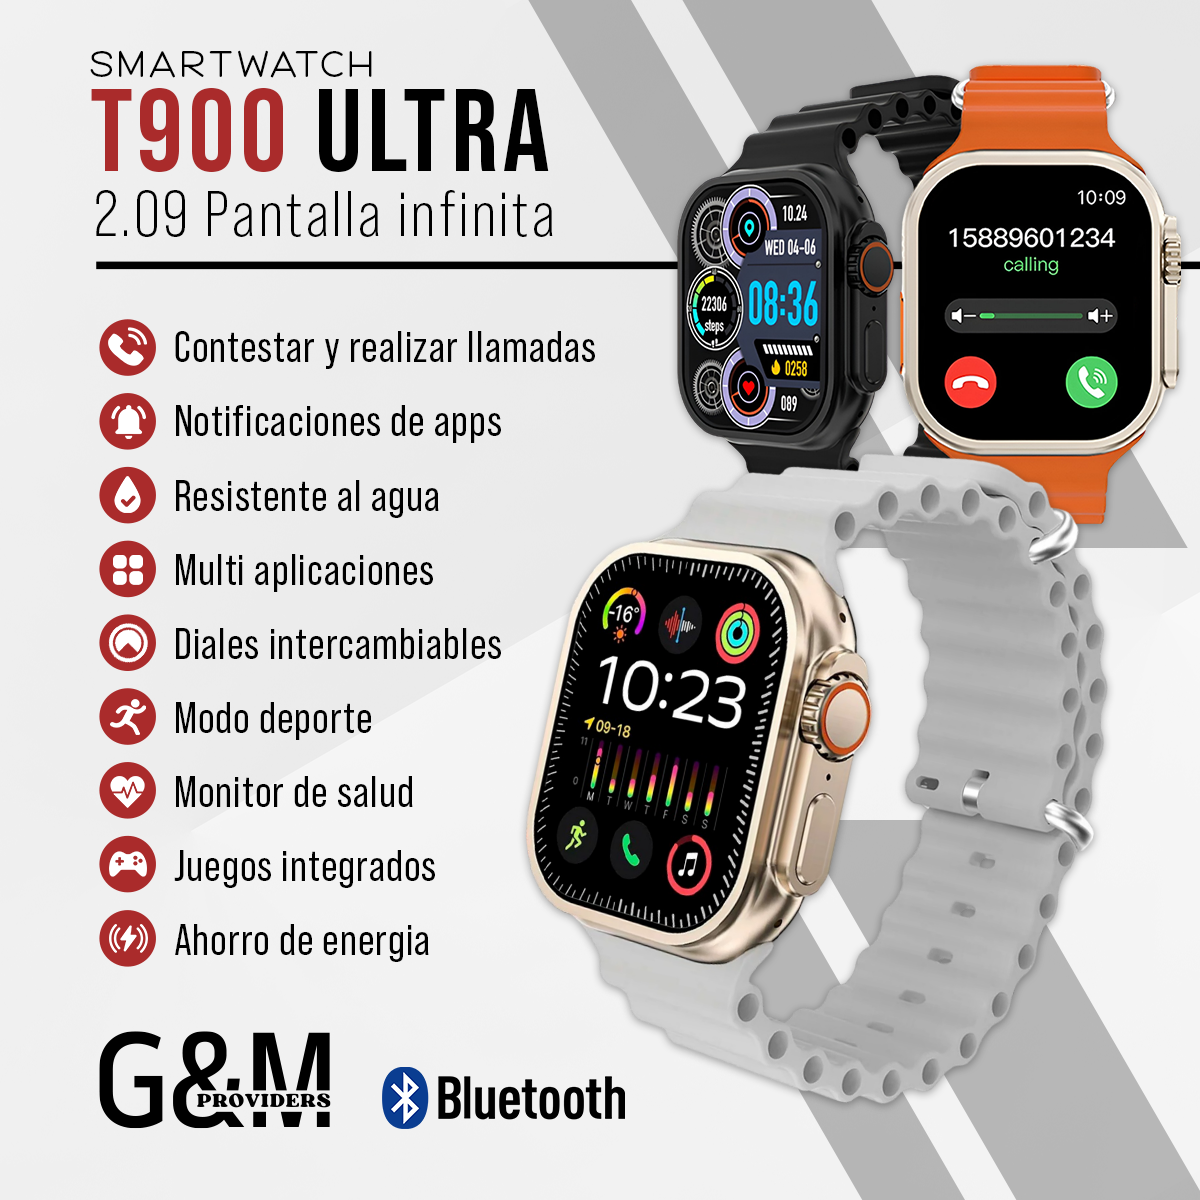 SMARTWATCH
T900 ULTRA
2.09 Pantalla infinita
Contestar y realizar llamadas
Notificaciones de apps
Resistente al agua
Multi aplicaciones
Diales intercambiables
Modo deporte
Monitor de salud
Juegos integrados
Ahorro de energia
G&M
PROVIDERS
Bluetooth
10.24
WED 04-06
22306
steps
08:36
0258
089
10:09
15889601234
calling
-16°
10:23
09-18
11
0
M T W T F S S